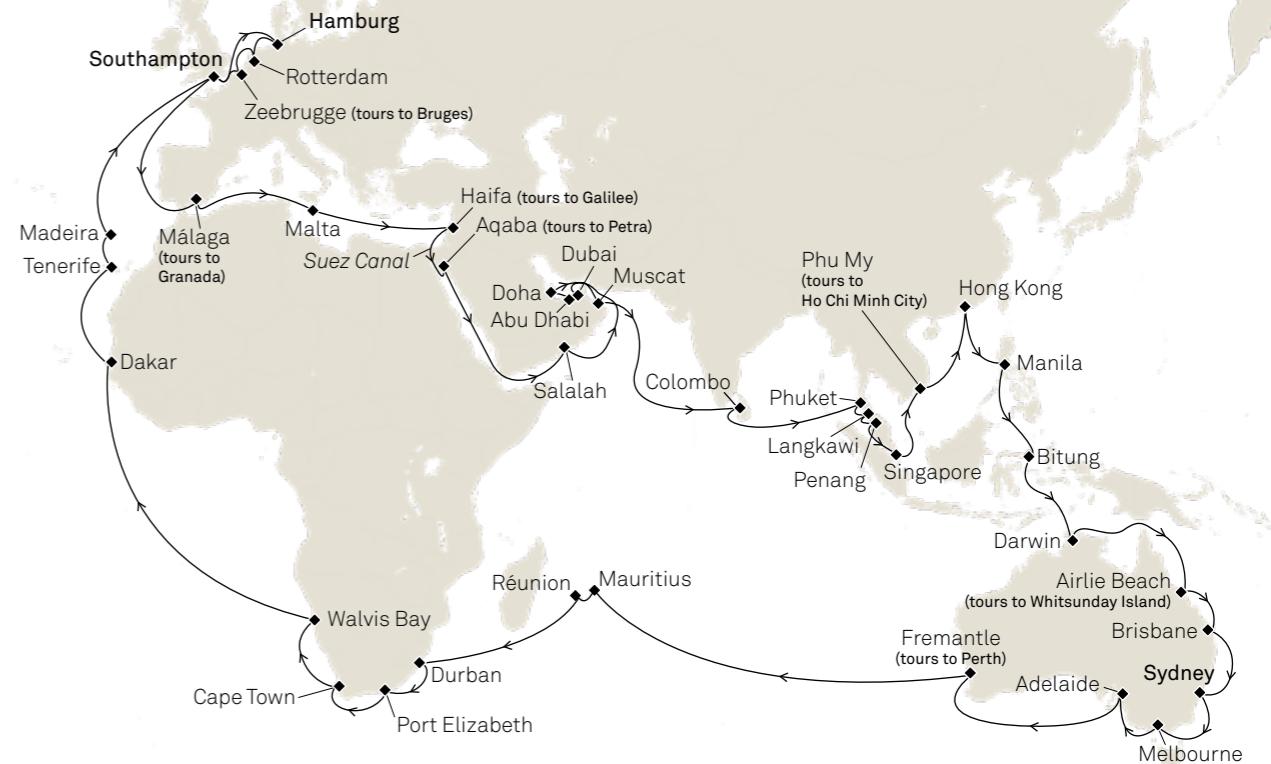 Hamburg
Southampton
Rotterdam
Zeebrugge (tours to Bruges)
Haifa (tours to Galilee)
Aqaba (tours to Petra)
Madeira
Málaga
(tours to
Granada)
Malta
Suez Canal
Tenerife
Dubai
Muscat
Doha
Abu Dhabi
Phu My
(tours to
Ho Chi Minh City)
Hong Kong
Dakar
Salalah
Colombo
Phuket
Manila
Langkawi
Penang
Singapore
Bitung
Darwin
Réunion
Mauritius
Airlie Beach
(tours to Whitsunday Island)
Walvis Bay
Brisbane
Fremantle
(tours to Perth)
Durban
Sydney
Adelaide
Cape Town
Port Elizabeth
Melbourne